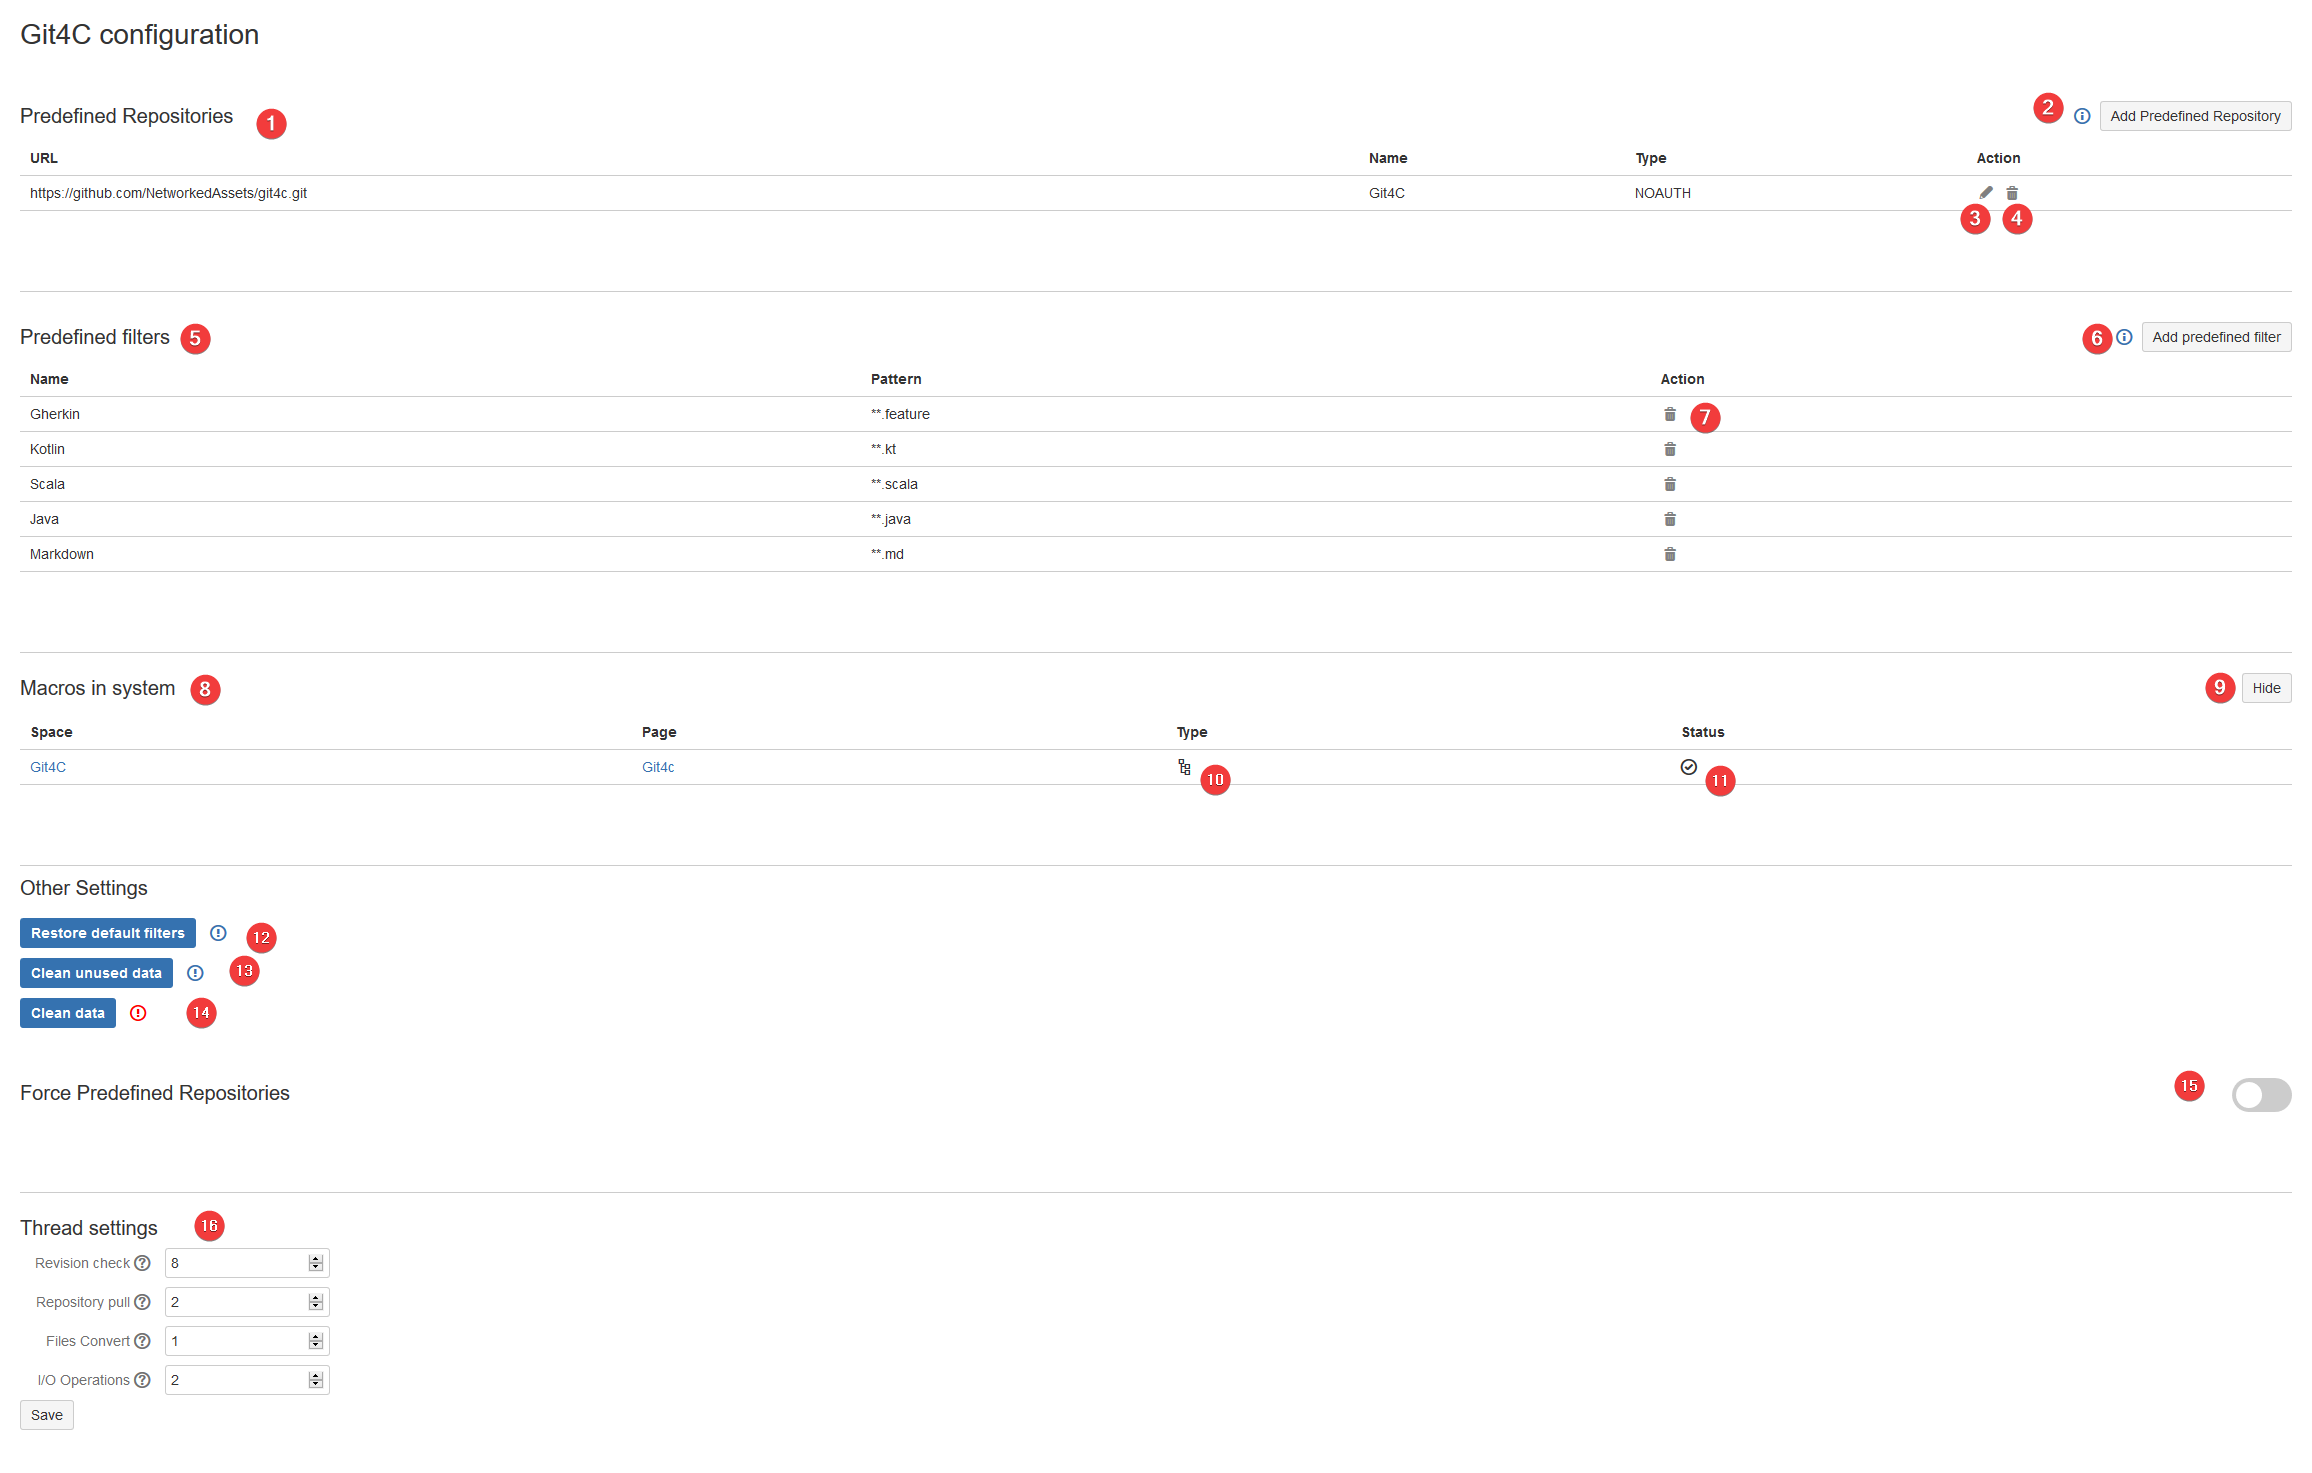 Git4C configuration
Predefined Repositories 1 2 Add Predefined Repository
URL Name Type Action
https://github.com/NetworkedAssets/git4c.git Git4C NOAUTH
3 4
Predefined filters 5 6 Add predefined filter
Name Pattern Action
Gherkin **.feature 7
Kotlin **.kt
Scala **.scala
Java **.java
Markdown **.md
Macros in system 8 9 Hide
Space Page Type Status
Git4C Git4c 10 11
Other Settings
Restore default filters 12
Clean unused data 13
Clean data 14
Force Predefined Repositories 15
Thread settings 16
Revision check 8
Repository pull 2
Files Convert 1
I/O Operations 2
Save